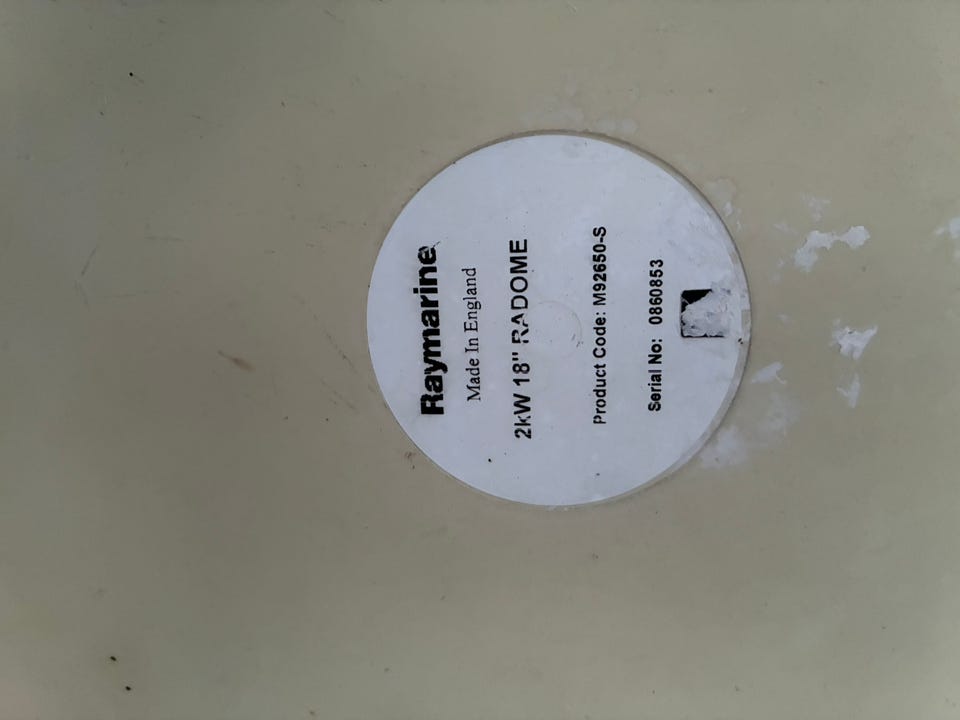 Raymarine
Made In England
2kW 18" RADOME
Product Code: M92650-S
Serial No: 0860853